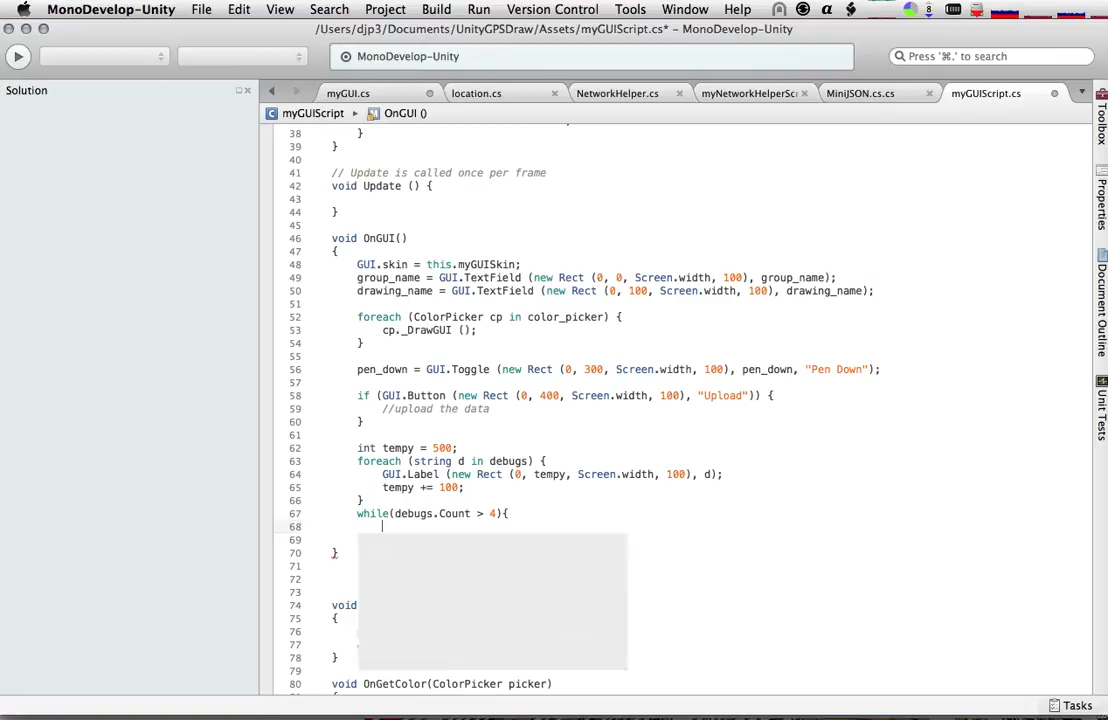 MonoDevelop-Unity File Edit View Search Project Build Run Version Control Tools Window Help 8
/Users/djp3/Documents/UnityGPSDraw/Assets/myGUIScript.cs* – MonoDevelop-Unity
MonoDevelop-Unity
Press '⌘.' to search
Solution
myGUI.cs location.cs NetworkHelper.cs myNetworkHelperSc MiniJSON.cs.cs myGUIScript.cs
myGUIScript ▸ OnGUI ()
38 }
39 }
40
41 // Update is called once per frame
42 void Update () {
43
44 }
45
46 void OnGUI()
47 {
48 GUI.skin = this.myGUISkin;
49 group_name = GUI.TextField (new Rect (0, 0, Screen.width, 100), group_name);
50 drawing_name = GUI.TextField (new Rect (0, 100, Screen.width, 100), drawing_name);
51
52 foreach (ColorPicker cp in color_picker) {
53 cp._DrawGUI ();
54 }
55
56 pen_down = GUI.Toggle (new Rect (0, 300, Screen.width, 100), pen_down, "Pen Down");
57
58 if (GUI.Button (new Rect (0, 400, Screen.width, 100), "Upload")) {
59 //upload the data
60 }
61
62 int tempy = 500;
63 foreach (string d in debugs) {
64 GUI.Label (new Rect (0, tempy, Screen.width, 100), d);
65 tempy += 100;
66 }
67 while(debugs.Count > 4){
68
69
70 }
71
72
73
74 void
75 {
76
77
78 }
79
80 void OnGetColor(ColorPicker picker)
Toolbox
Properties
Document Outline
Unit Tests
Tasks